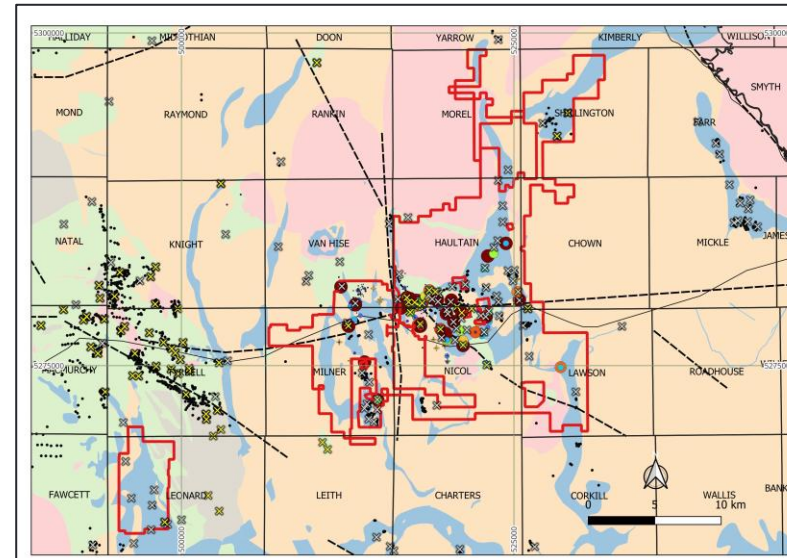 HALLIDAY
MIDLOTHIAN
DOON
YARROW
KIMBERLY
WILLISON
5300000
500000
525000
SMYTH
MOND
RAYMOND
RANKIN
MOREL
SHILLINGTON
FARR
NATAL
KNIGHT
VAN HISE
HAULTAIN
CHOWN
MICKLE
JAMES
5275000
5275000
MILNER
NICOL
LAWSON
ROADHOUSE
FAWCETT
LEONARD
LEITH
CHARTERS
CORKILL
WALLIS
BANK
0 5 10 km
500000
525000